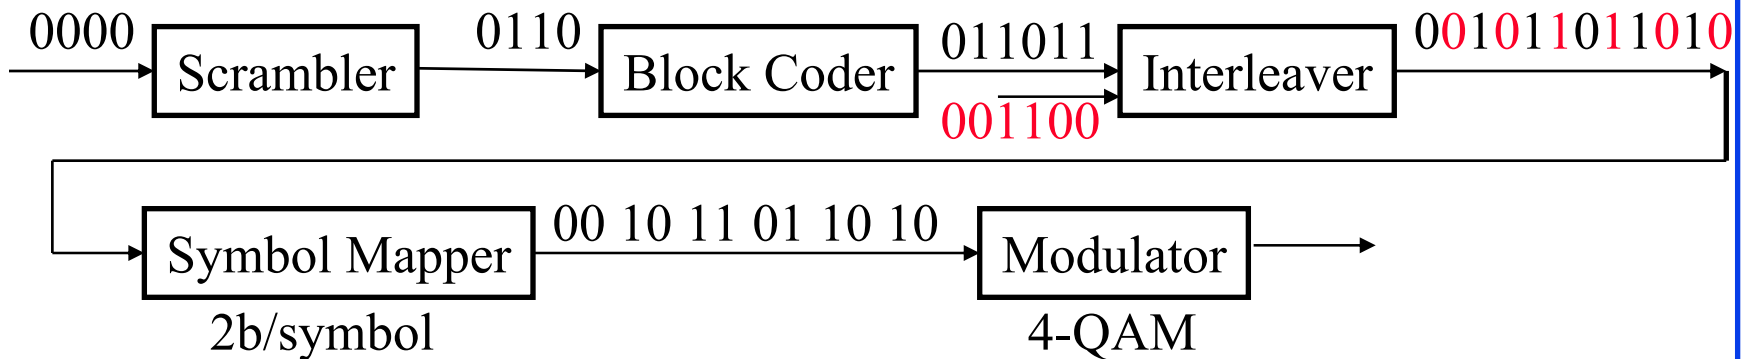 0000 0110 011011 001011011010
Scrambler Block Coder Interleaver
001100
00 10 11 01 10 10
Symbol Mapper Modulator
2b/symbol 4-QAM